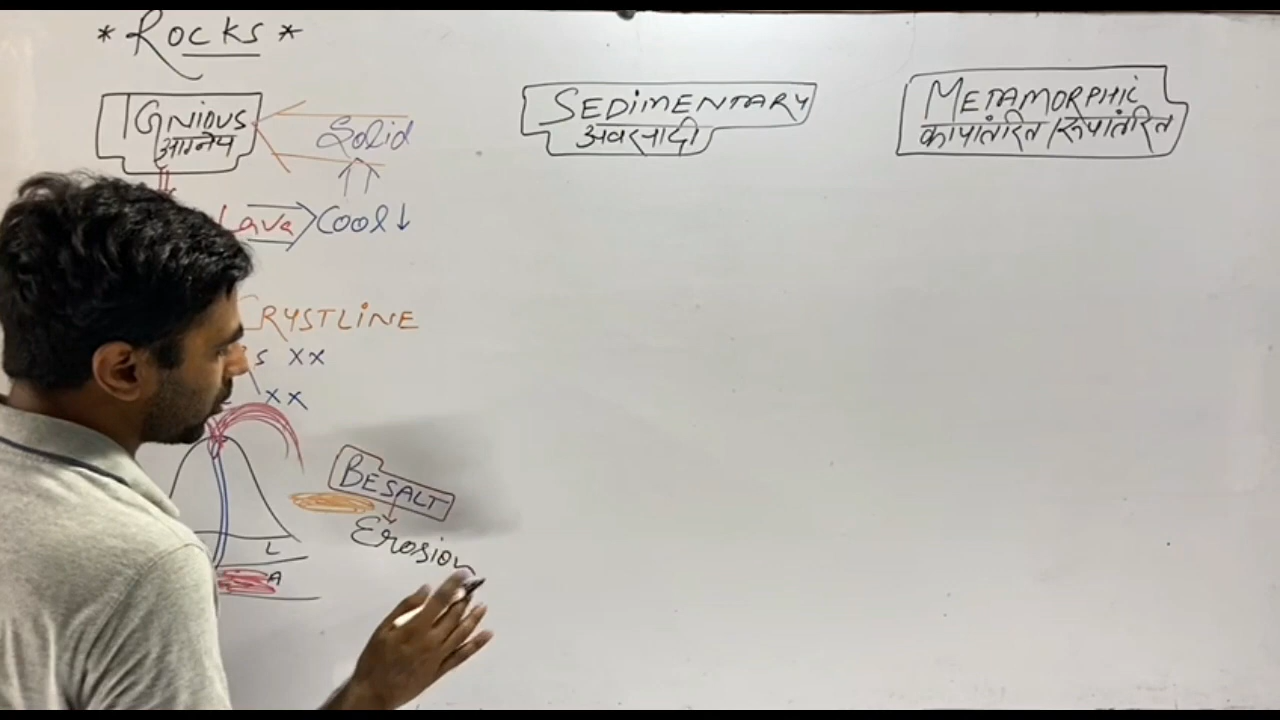 * Rocks *
IGNIOUS
आग्नेय
Solid
Lava Cool ↓
CRYSTLINE
s xx
xx
BESALT
Erosion
L
A
SEDIMENTARY
अवसादी
METAMORPHIC
कायांतरित/रूपांतरित